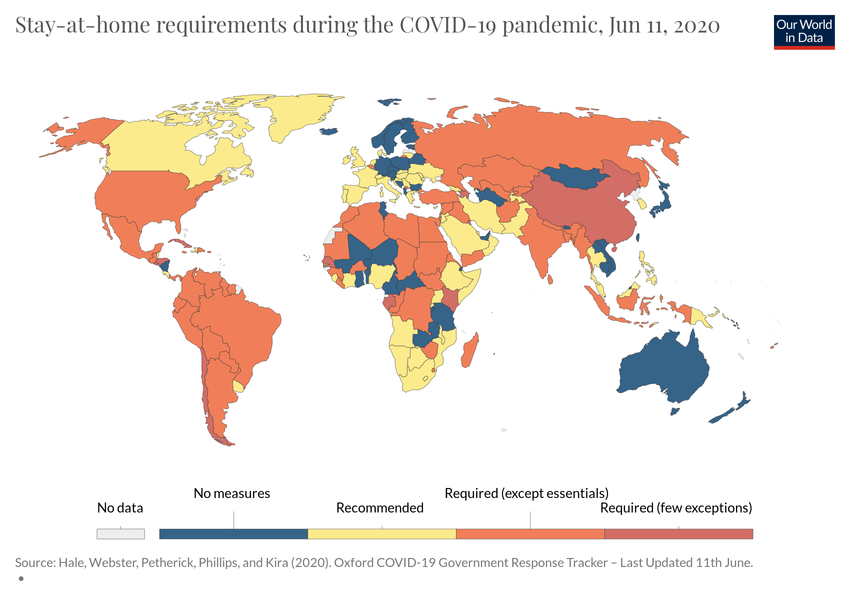 Stay-at-home requirements during the COVID-19 pandemic, Jun 11, 2020
Our World
in Data
No data
No measures
Recommended
Required (except essentials)
Required (few exceptions)
Source: Hale, Webster, Petherick, Phillips, and Kira (2020). Oxford COVID-19 Government Response Tracker – Last Updated 11th June.